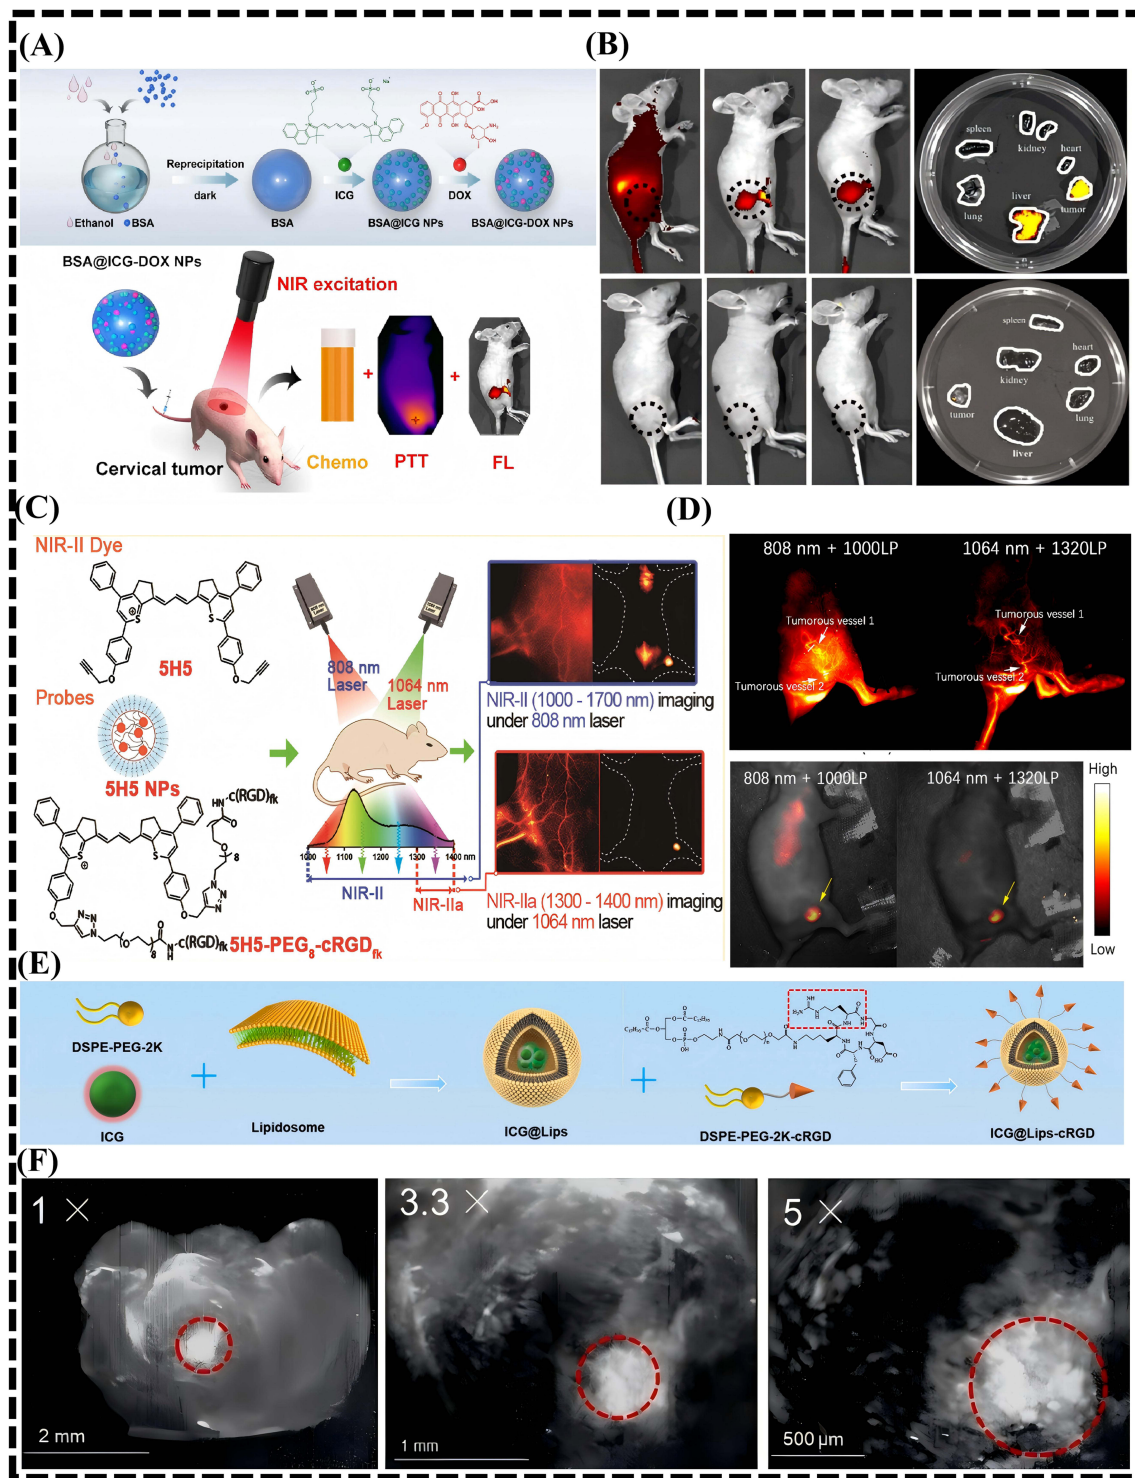 (A)
Reprecipitation
dark
ICG
DOX
Ethanol
BSA
BSA
BSA@ICG NPs
BSA@ICG-DOX NPs
BSA@ICG-DOX NPs
NIR excitation
+
+
Cervical tumor
Chemo
PTT
FL
(B)
spleen
kidney
heart
lung
liver
tumor
spleen
kidney
heart
tumor
lung
liver
(C)
NIR-II Dye
5H5
Probes
5H5 NPs
5H5-PEG8-cRGDfk
808 nm
Laser
1064 nm
Laser
1000 1100 1200 1300 1400 nm
NIR-II
NIR-IIa
NIR-II (1000 - 1700 nm) imaging
under 808 nm laser
NIR-IIa (1300 - 1400 nm) imaging
under 1064 nm laser
(D)
808 nm + 1000LP
1064 nm + 1320LP
Tumorous vessel 1
Tumorous vessel 1
Tumorous vessel 2
Tumorous vessel 2
808 nm + 1000LP
1064 nm + 1320LP
High
Low
(E)
DSPE-PEG-2K
ICG
+
Lipidosome
ICG@Lips
+
DSPE-PEG-2K-cRGD
ICG@Lips-cRGD
(F)
1 ×
2 mm
3.3 ×
1 mm
5 ×
500 µm